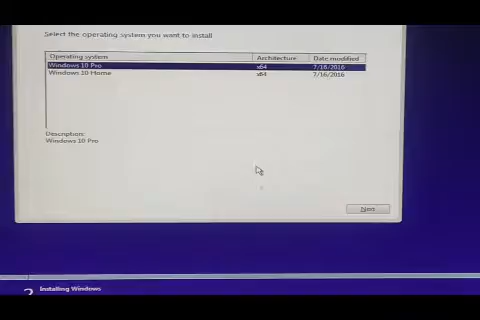 Select the operating system you want to install
Operating system Architecture Date modified
Windows 10 Pro x64 7/16/2016
Windows 10 Home x64 7/16/2016
Description:
Windows 10 Pro
Next
2 Installing Windows